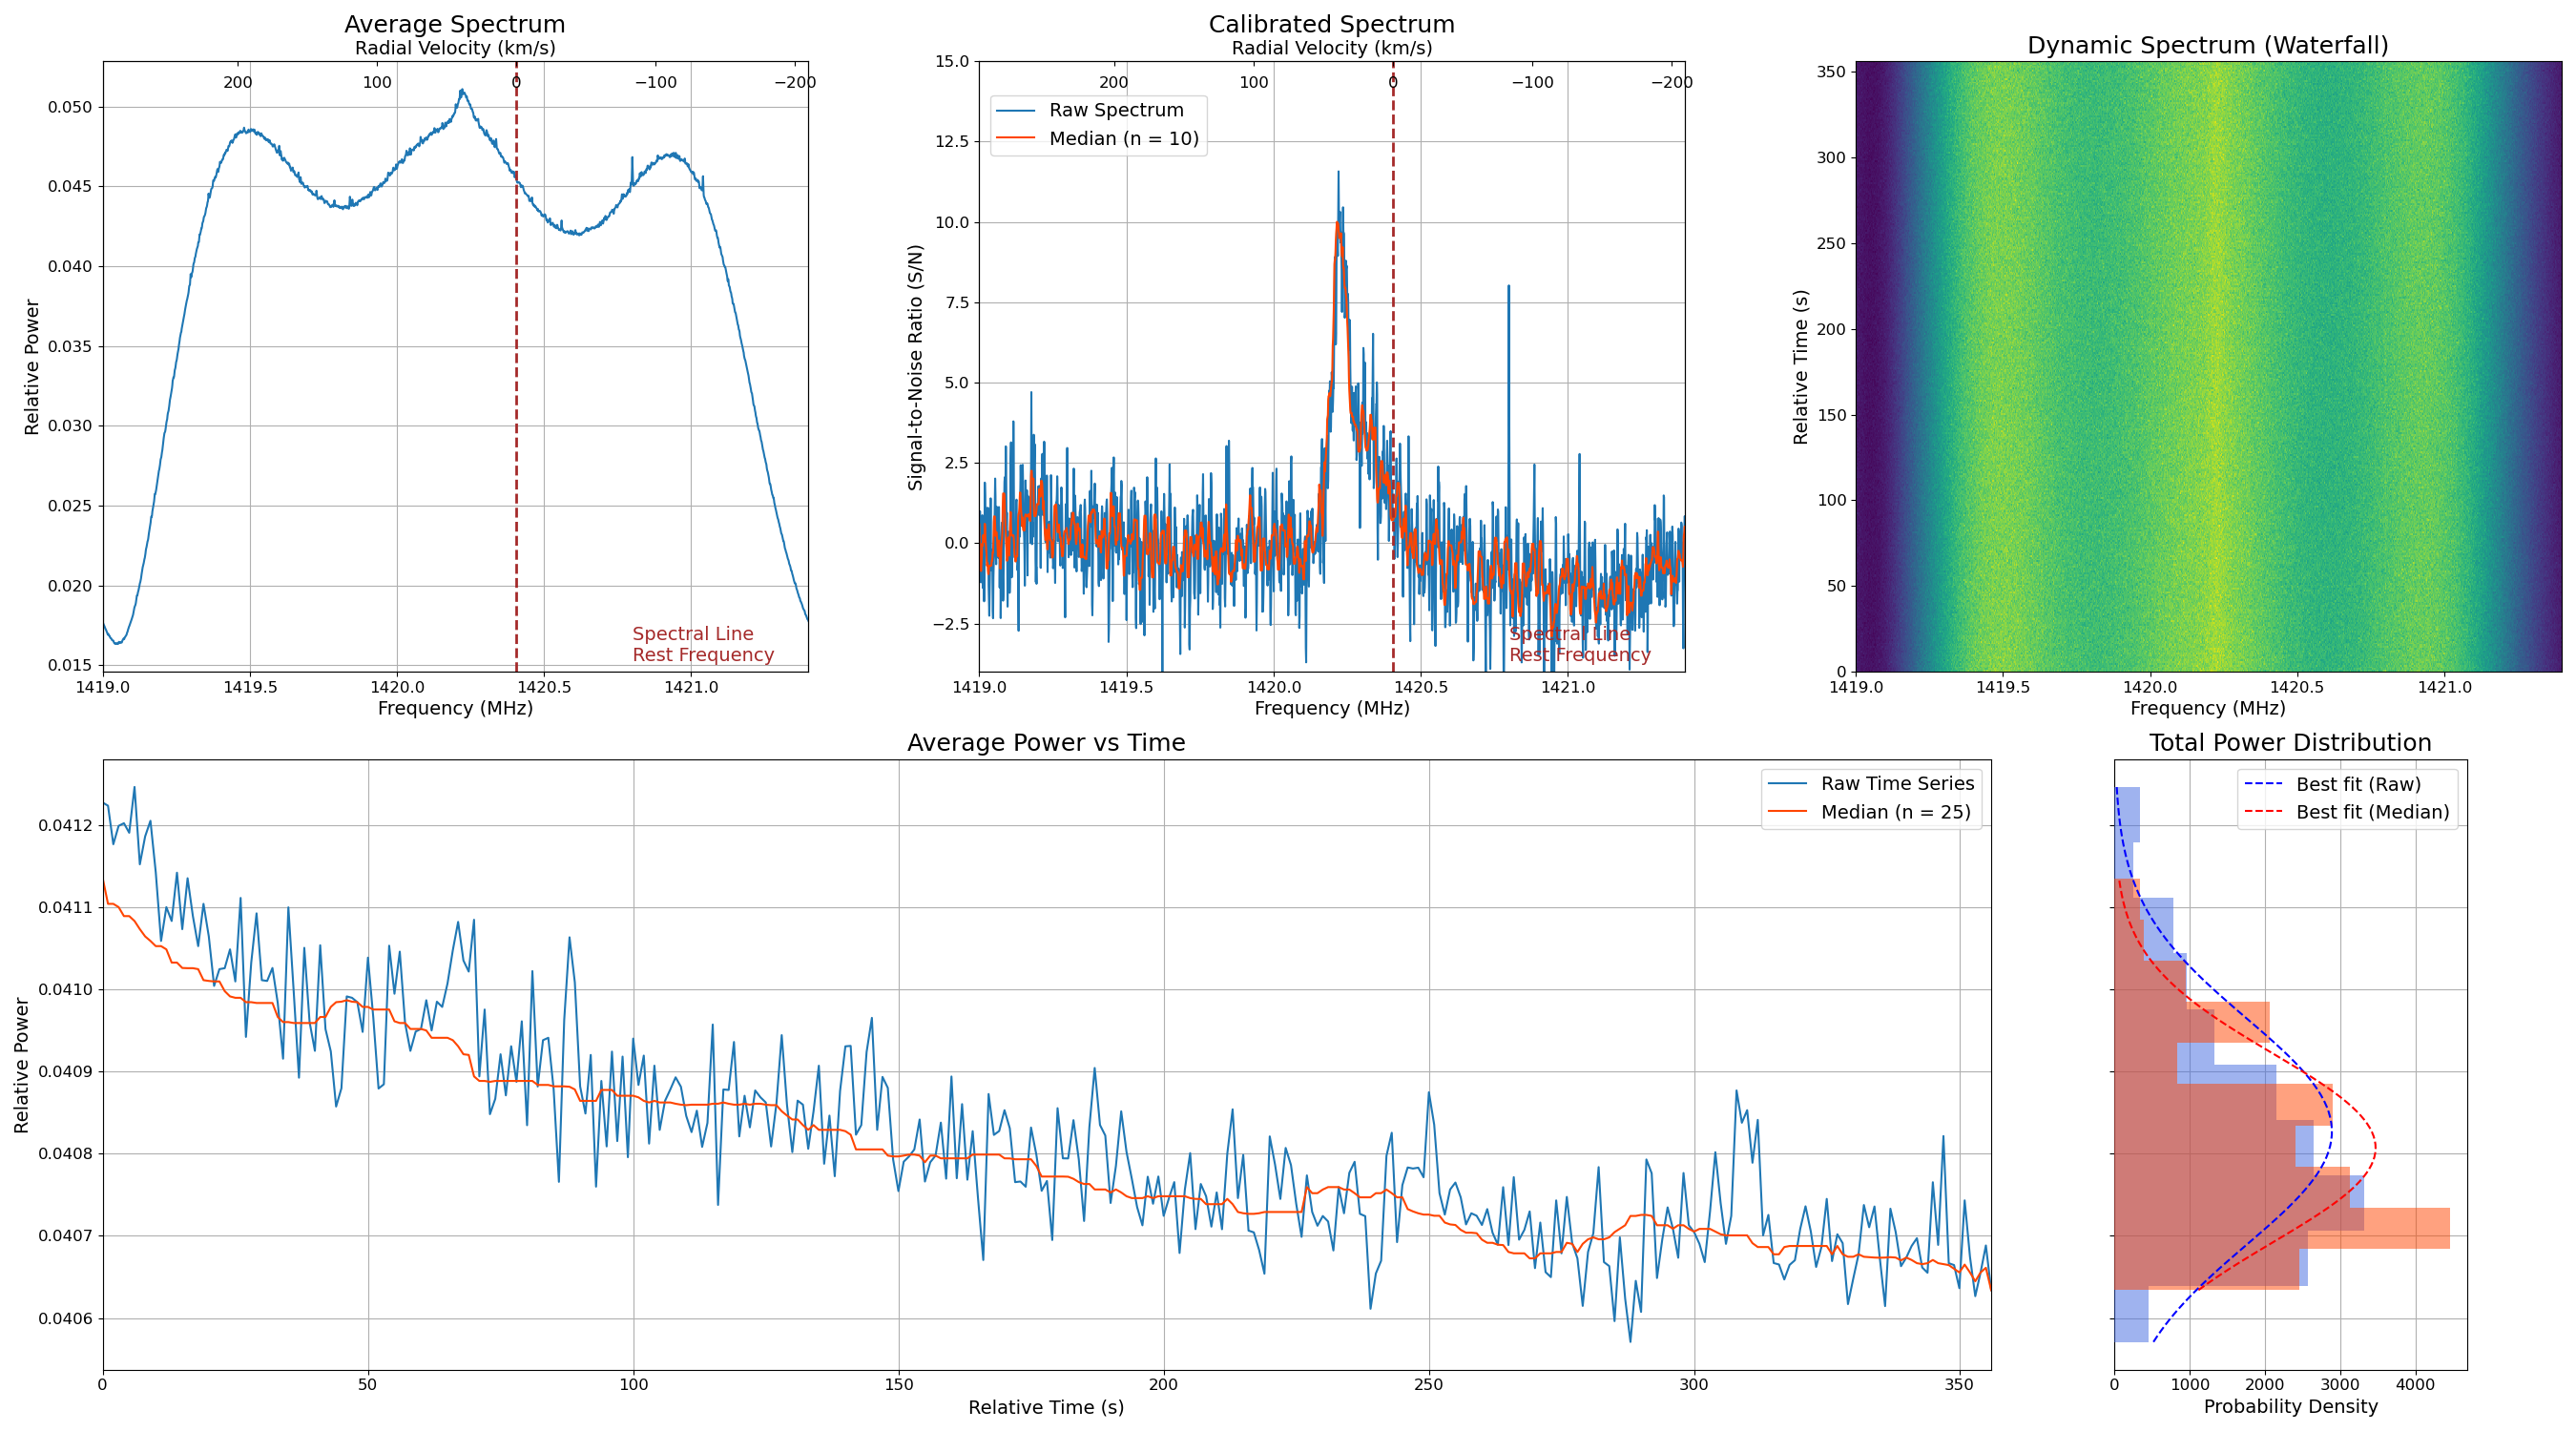 Average Spectrum
Radial Velocity (km/s)
200 100 0 −100 −200
0.050
0.045
0.040
0.035
0.030
0.025
0.020
0.015
Relative Power
Spectral Line
Rest Frequency
1419.0 1419.5 1420.0 1420.5 1421.0
Frequency (MHz)
Calibrated Spectrum
Radial Velocity (km/s)
200 100 0 −100 −200
Raw Spectrum
Median (n = 10)
15.0
12.5
10.0
7.5
5.0
2.5
0.0
−2.5
Signal-to-Noise Ratio (S/N)
Spectral Line
Rest Frequency
1419.0 1419.5 1420.0 1420.5 1421.0
Frequency (MHz)
Dynamic Spectrum (Waterfall)
350
300
250
200
150
100
50
0
Relative Time (s)
1419.0 1419.5 1420.0 1420.5 1421.0
Frequency (MHz)
Average Power vs Time
Raw Time Series
Median (n = 25)
0.0412
0.0411
0.0410
0.0409
0.0408
0.0407
0.0406
Relative Power
0 50 100 150 200 250 300 350
Relative Time (s)
Total Power Distribution
Best fit (Raw)
Best fit (Median)
0 1000 2000 3000 4000
Probability Density